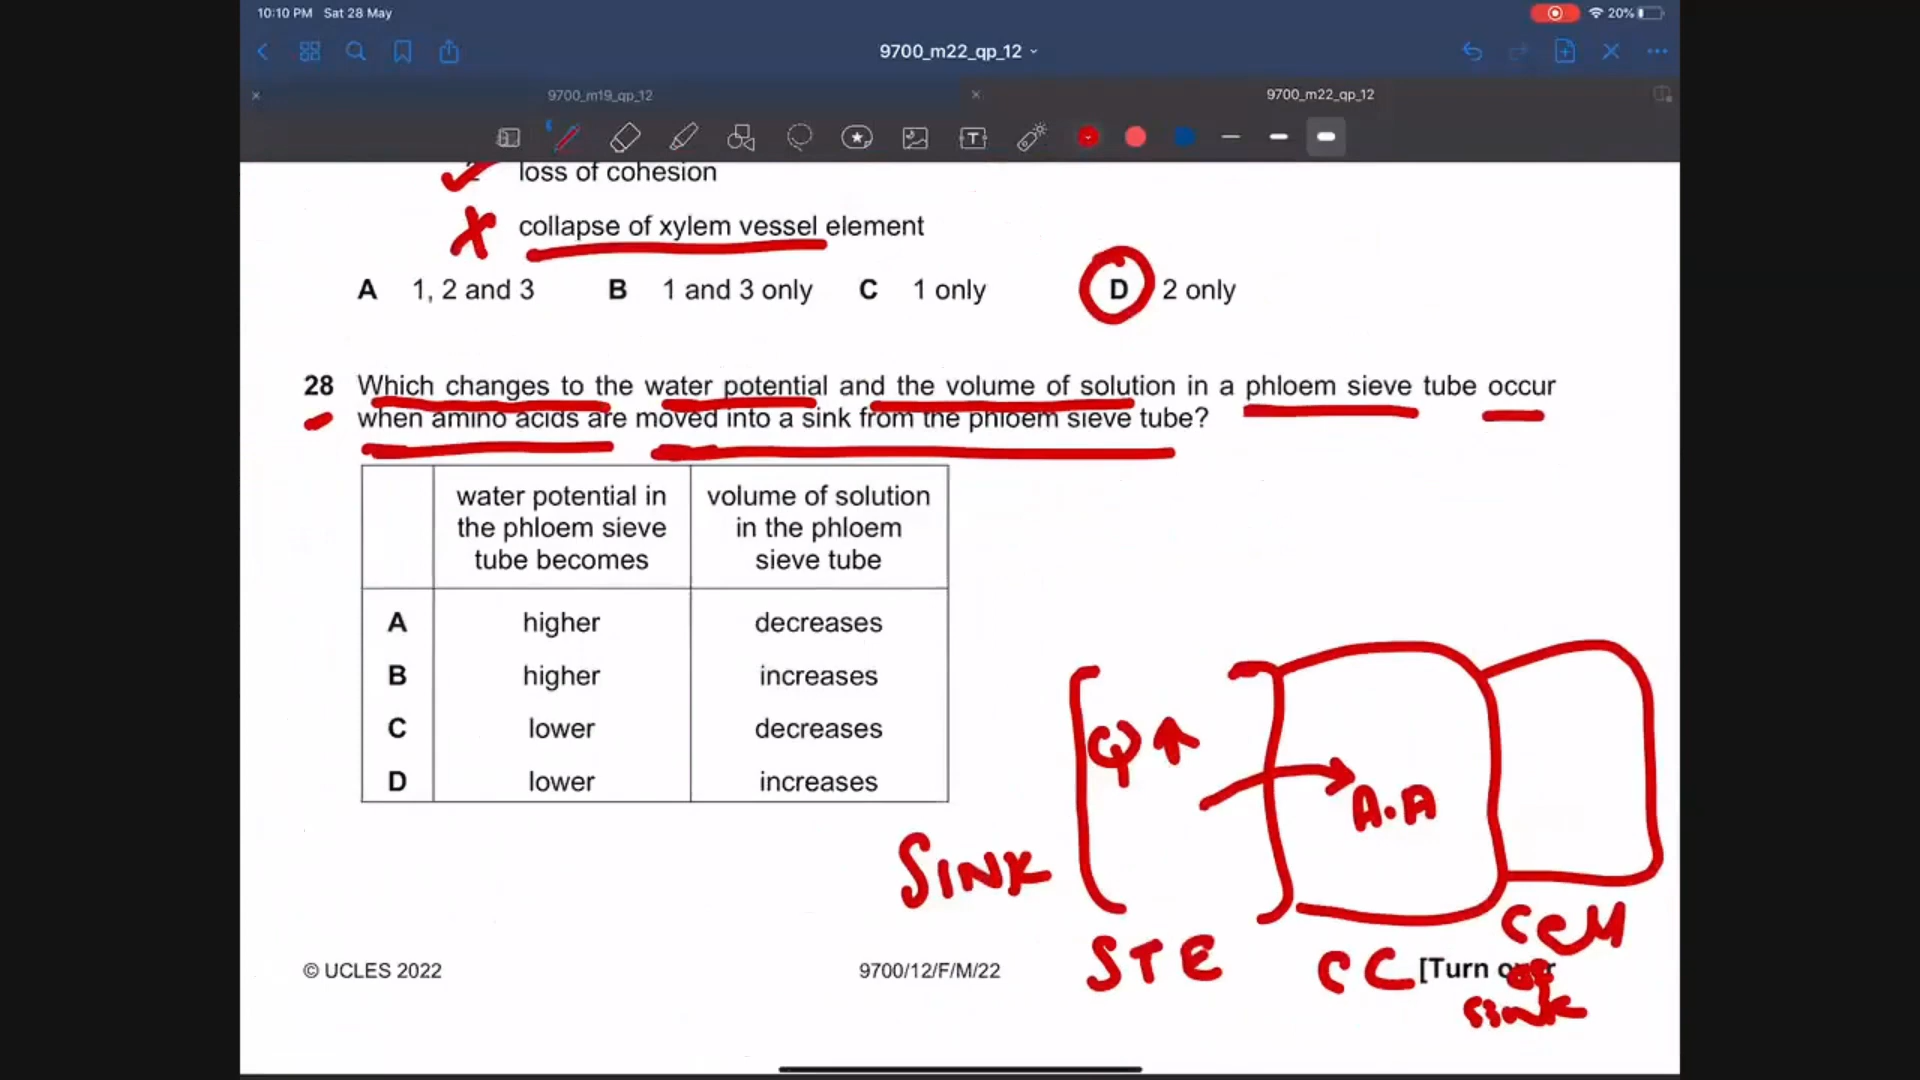 10:10 PM Sat 28 May
20%
9700_m22_qp_12
9700_m19_qp_12
9700_m22_qp_12
loss of cohesion
collapse of xylem vessel element
A 1, 2 and 3 B 1 and 3 only C 1 only D 2 only
28 Which changes to the water potential and the volume of solution in a phloem sieve tube occur
when amino acids are moved into a sink from the phloem sieve tube?
water potential in
the phloem sieve
tube becomes
volume of solution
in the phloem
sieve tube
A higher decreases
B higher increases
C lower decreases
D lower increases
Ψ↑
A.A
SINK
STE
CC
CELL
of
sink
© UCLES 2022
9700/12/F/M/22
[Turn over